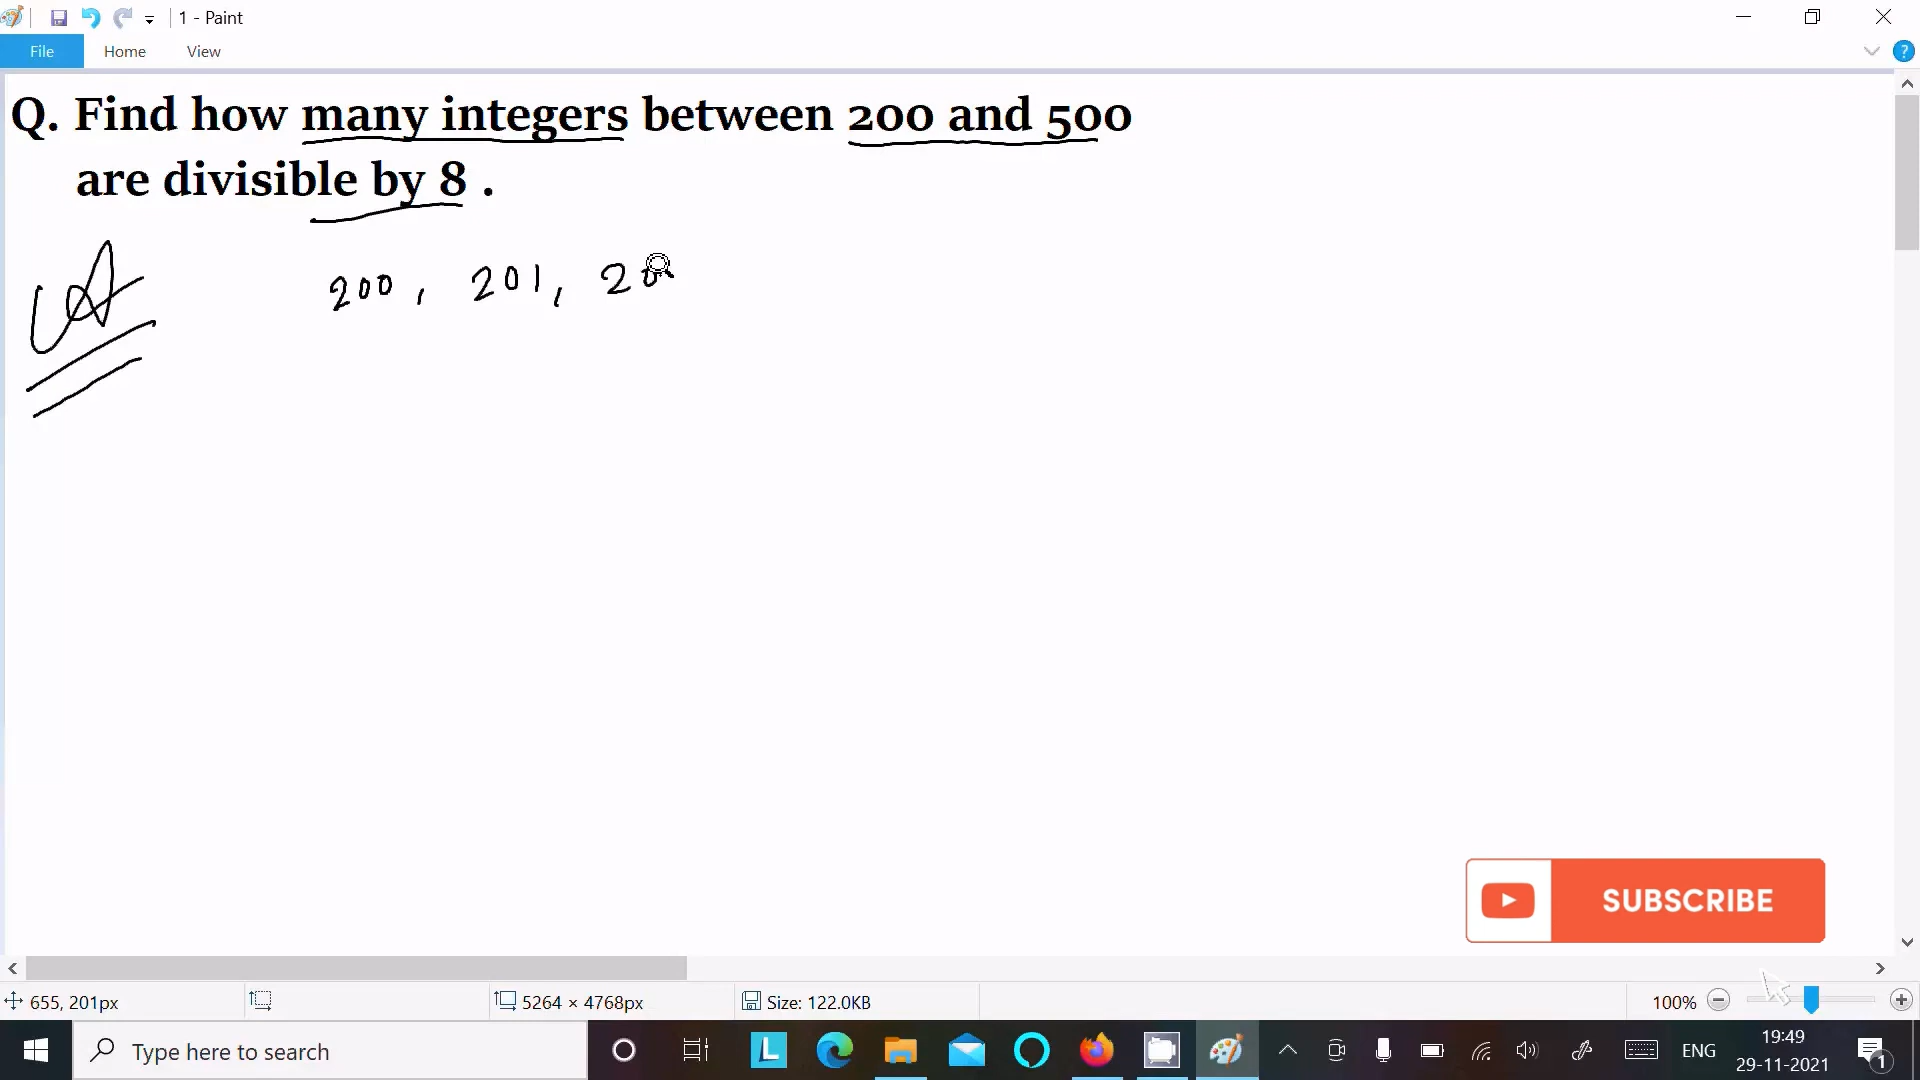 1 - Paint
File Home View
Q. Find how many integers between 200 and 500
are divisible by 8 .
200 , 201 , 20
SUBSCRIBE
655, 201px 5264 × 4768px Size: 122.0KB 100%
Type here to search
L
ENG
19:49
29-11-2021
1